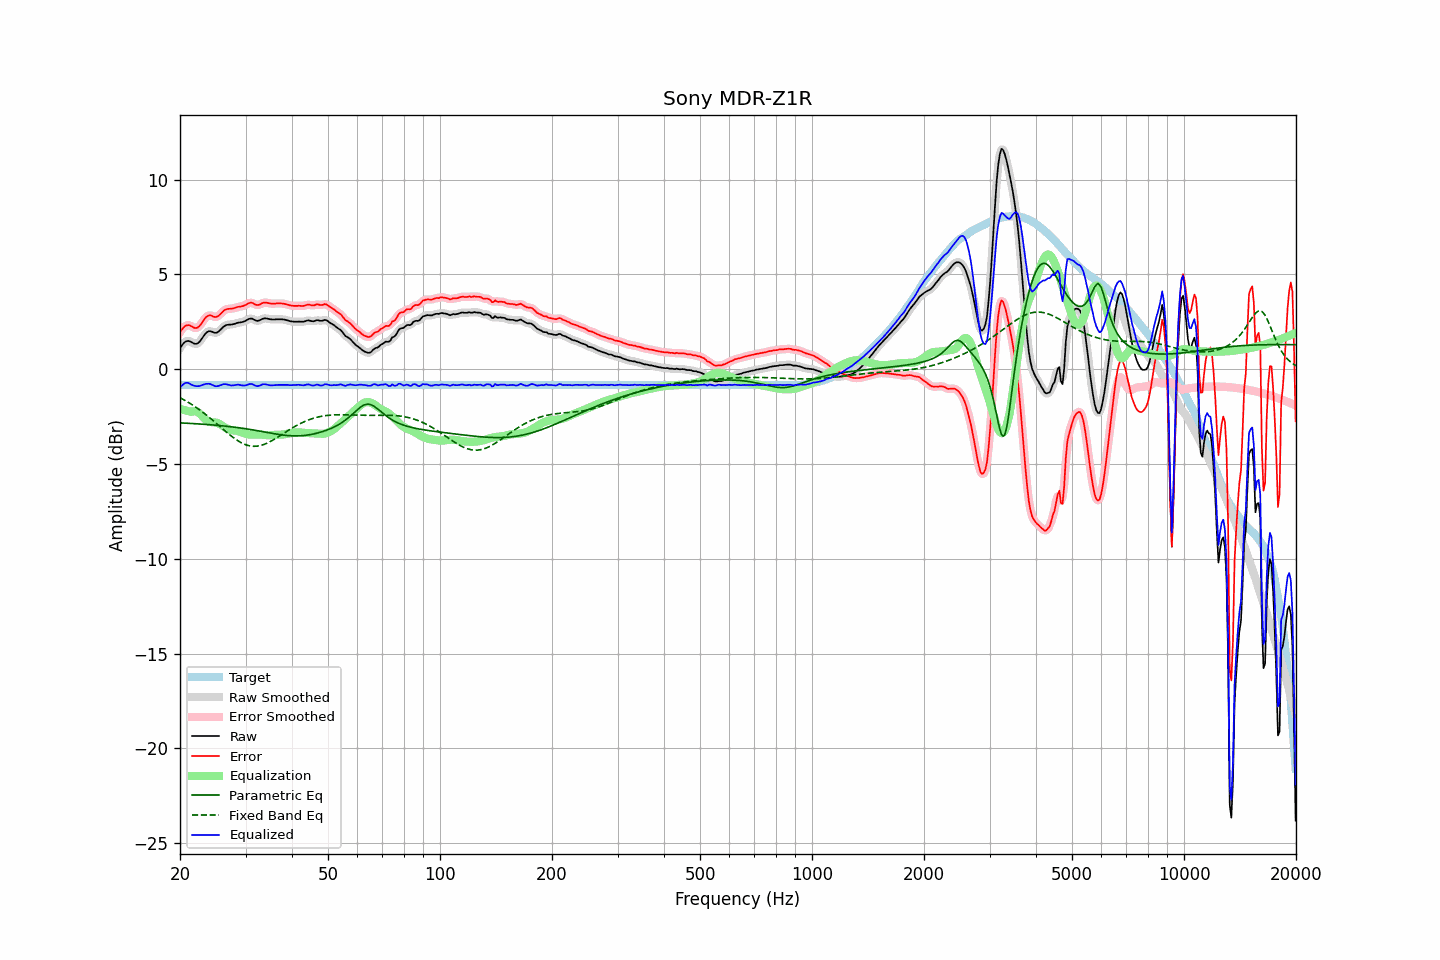 Sony MDR-Z1R
Amplitude (dBr)
10
5
0
−5
−10
−15
−20
−25
Target
Raw Smoothed
Error Smoothed
Raw
Error
Equalization
Parametric Eq
Fixed Band Eq
Equalized
20 50 100 200 500 1000 2000 5000 10000 20000
Frequency (Hz)